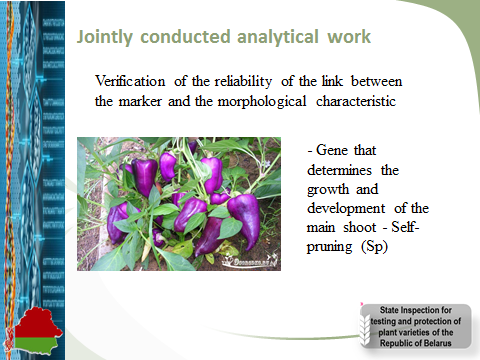 Jointly conducted analytical work
Verification of the reliability of the link between
the marker and the morphological characteristic
- Gene that
determines the
growth and
development of the
main shoot - Self-
pruning (Sp)
State Inspection for
testing and protection of
plant varieties of the
Republic of Belarus